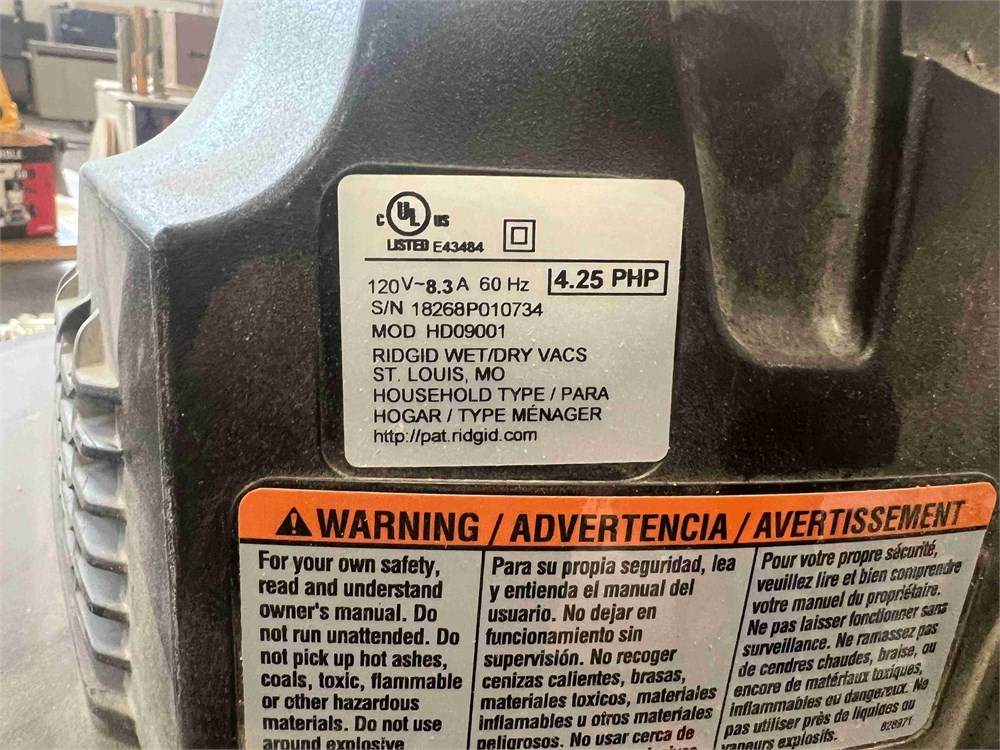 C UL US
LISTED E43484
120V~8.3A 60 Hz 4.25 PHP
S/N 18268P010734
MOD HD09001
RIDGID WET/DRY VACS
ST. LOUIS, MO
HOUSEHOLD TYPE / PARA
HOGAR / TYPE MÉNAGER
http://pat.ridgid.com
WARNING / ADVERTENCIA / AVERTISSEMENT
For your own safety,
read and understand
owner's manual. Do
not run unattended. Do
not pick up hot ashes,
coals, toxic, flammable
or other hazardous
materials. Do not use
around explosive
Para su propia seguridad, lea
y entienda el manual del
usuario. No dejar en
funcionamiento sin
supervisión. No recoger
cenizas calientes, brasas,
materiales toxicos, materiales
inflamables u otros materiales
peligrosos. No usar cerca de
Pour votre propre sécurité,
veuillez lire et bien comprendre
votre manuel du propriétaire.
Ne pas laisser fonctionner sans
surveillance. Ne ramassez pas
de cendres chaudes, braise, ou
encore de matériaux toxiques,
inflammables ou dangereux. Ne
pas utiliser près de liquides ou
vapeurs explosifs.